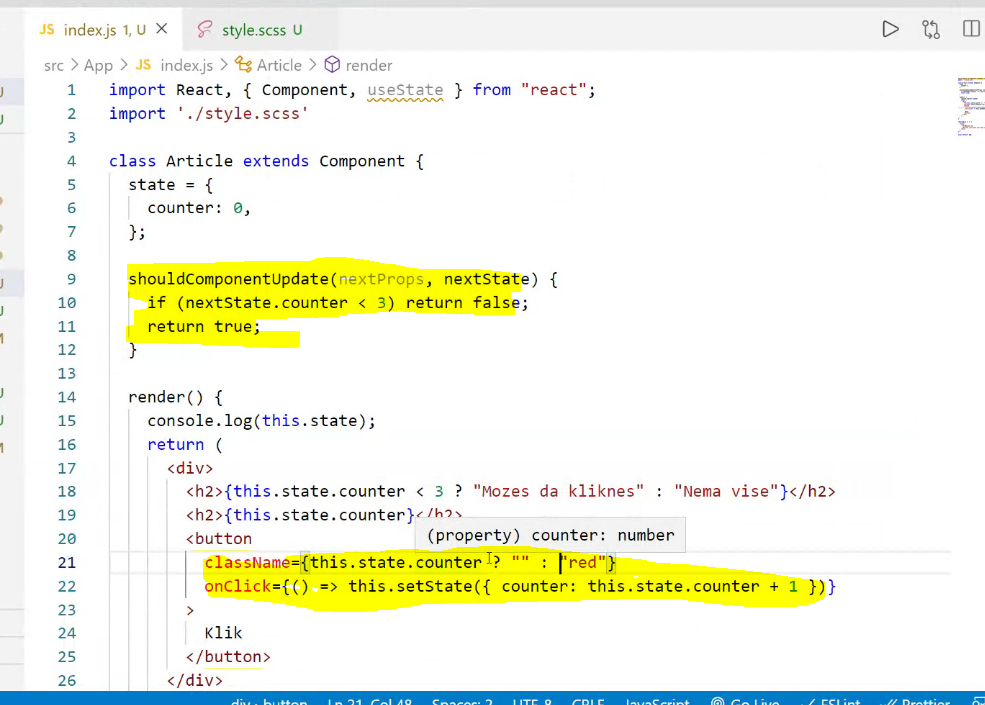 JS index.js 1, U × style.scss U
src > App > JS index.js > Article > render
1 import React, { Component, useState } from "react";
2 import './style.scss'
3
4 class Article extends Component {
5 state = {
6 counter: 0,
7 };
8
9 shouldComponentUpdate(nextProps, nextState) {
10 if (nextState.counter < 3) return false;
11 return true;
12 }
13
14 render() {
15 console.log(this.state);
16 return (
17 <div>
18 <h2>{this.state.counter < 3 ? "Mozes da kliknes" : "Nema vise"}</h2>
19 <h2>{this.state.counter}</h2>
(property) counter: number
20 <button
21 className={this.state.counter ? "" : "red"}
22 onClick={() => this.setState({ counter: this.state.counter + 1 })}
23 >
24 Klik
25 </button>
26 </div>
div > button Ln 21, Col 48 Spaces: 2 UTF-8 CRLF JavaScript Go Live ESLint Prettier